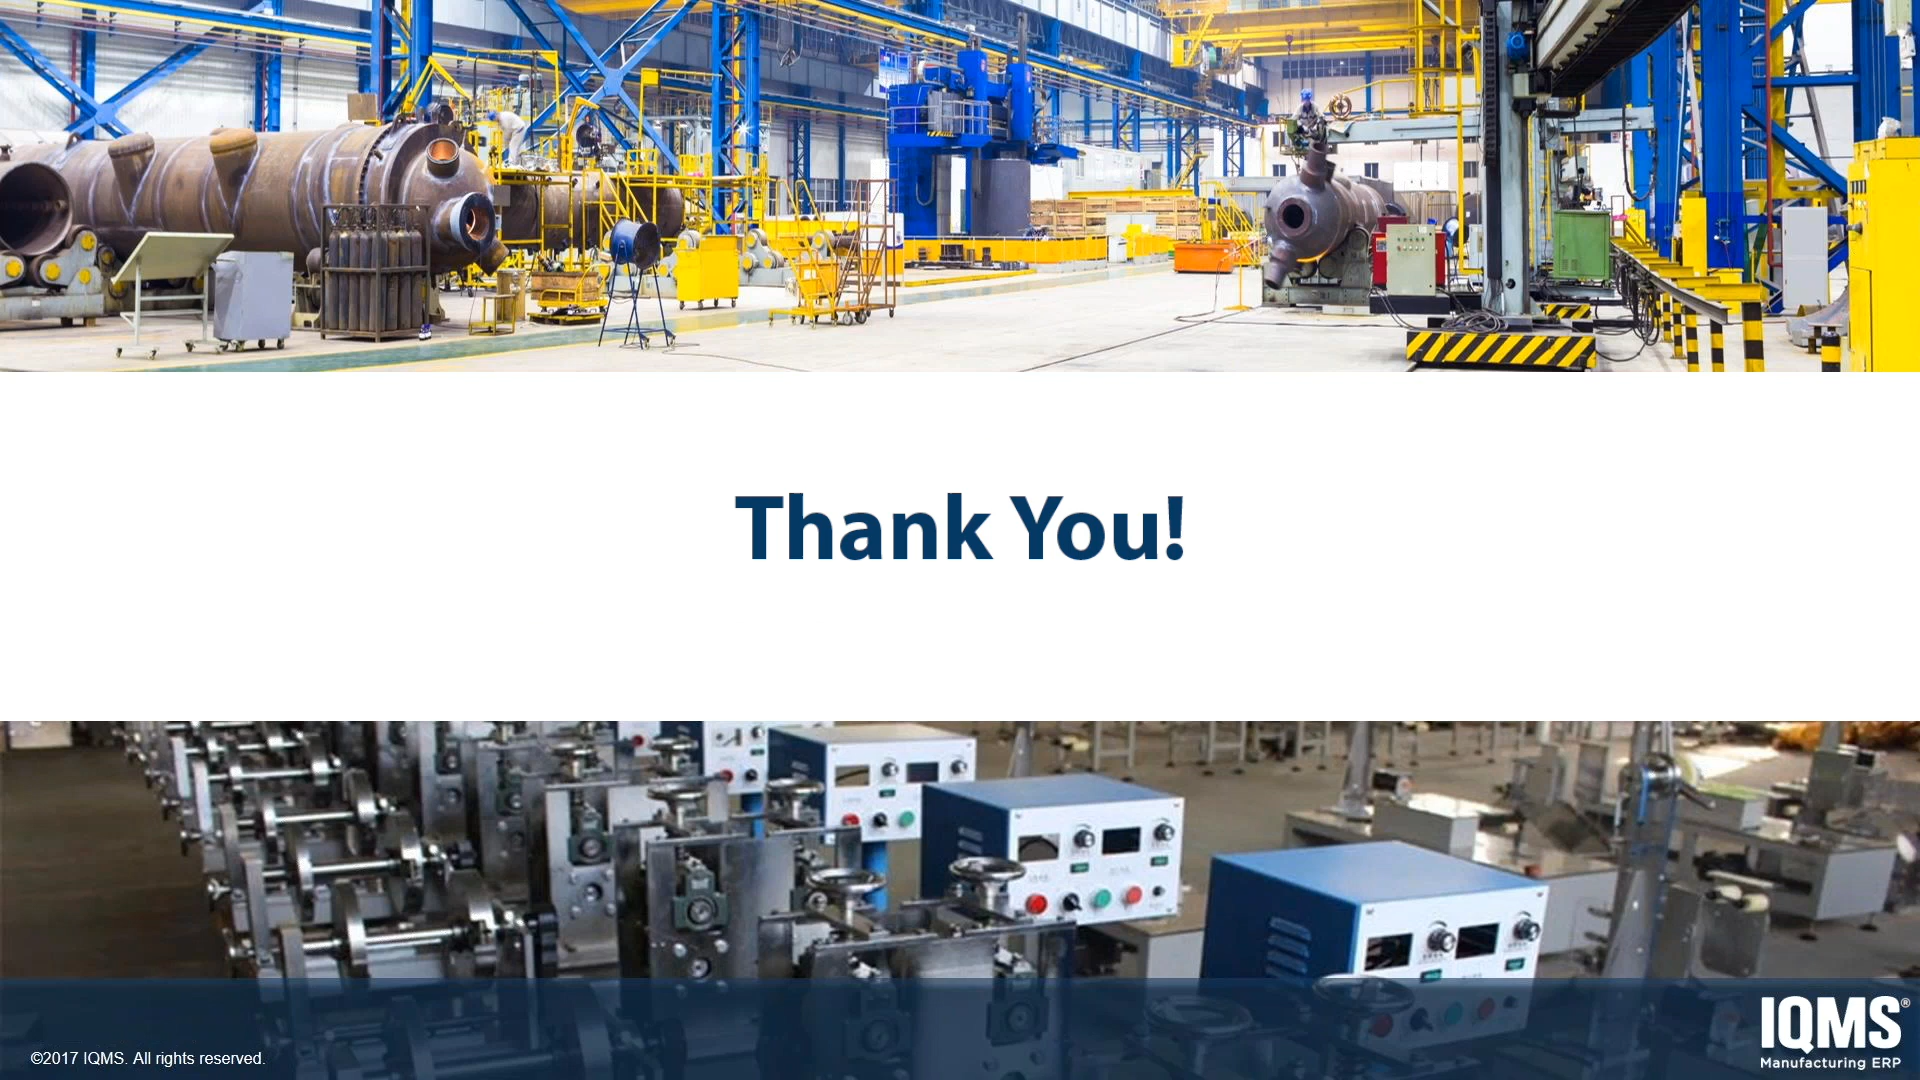 Thank You!
©2017 IQMS. All rights reserved.
IQMS®
Manufacturing ERP